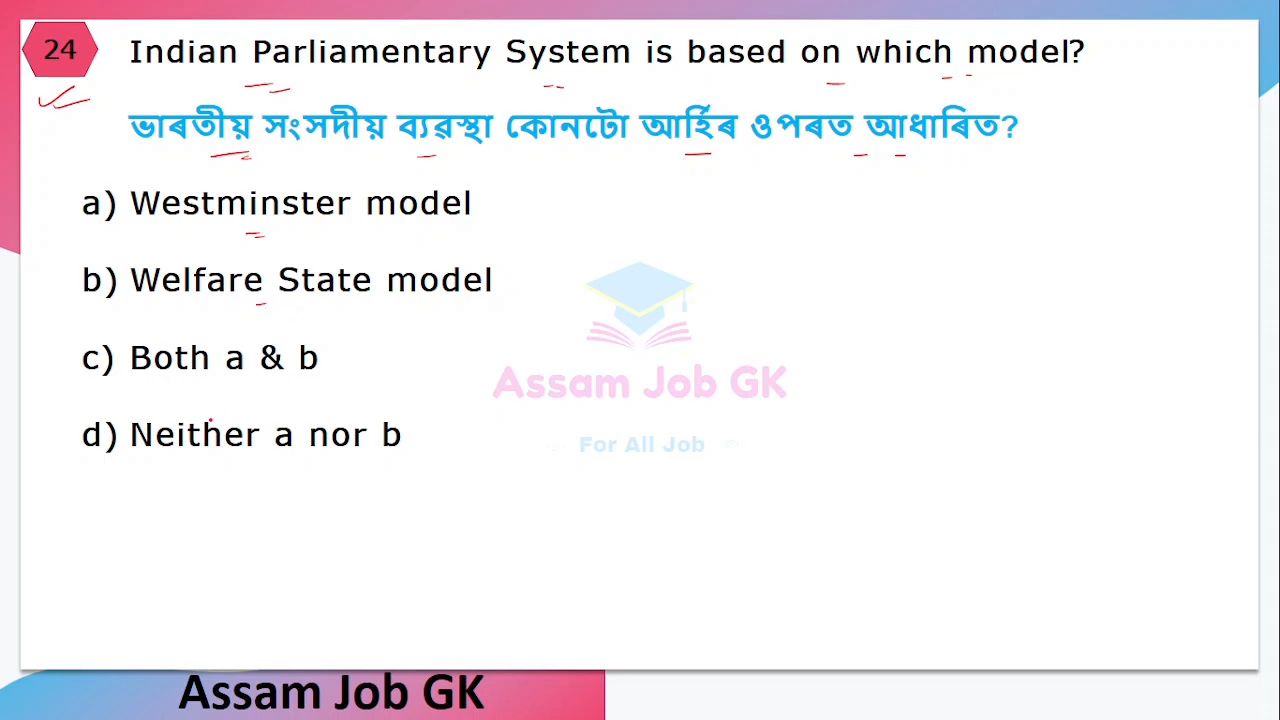 24
Indian Parliamentary System is based on which model?
ভাৰতীয় সংসদীয় ব্যৱস্থা কোনটো আৰ্হিৰ ওপৰত আধাৰিত?
a) Westminster model
b) Welfare State model
c) Both a & b
d) Neither a nor b
Assam Job GK
For All Job
Assam Job GK